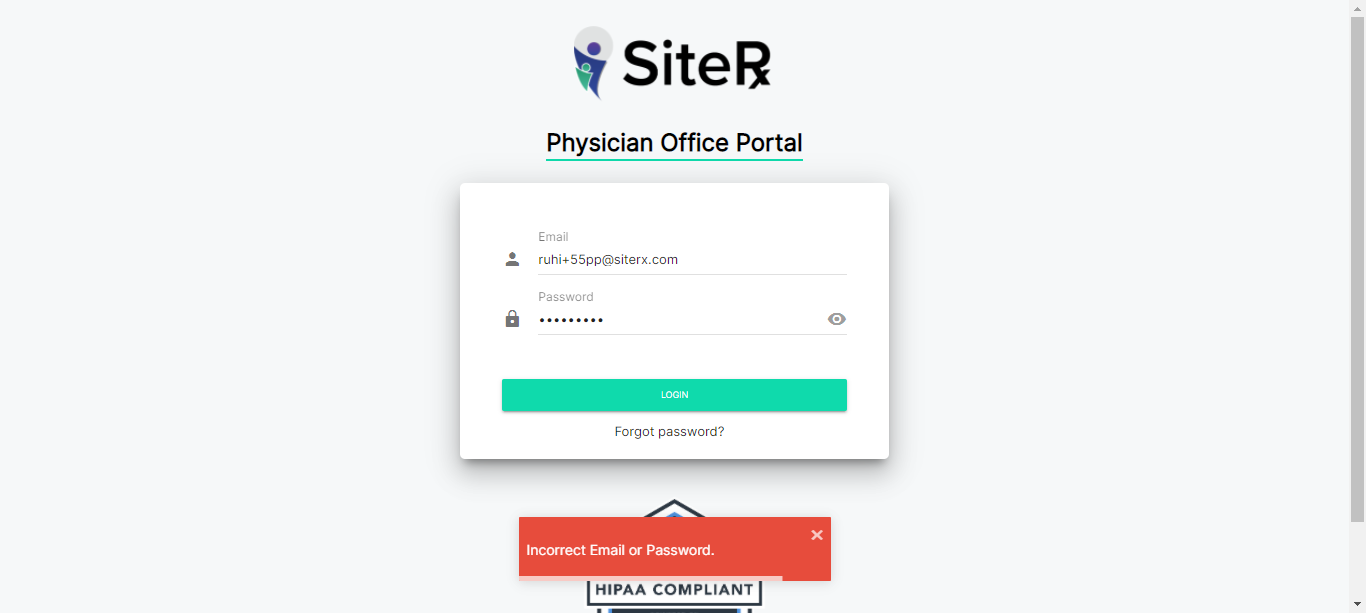 SiteRx
Physician Office Portal
Email
ruhi+55pp@siterx.com
Password
•••••••••
LOGIN
Forgot password?
Incorrect Email or Password.
HIPAA COMPLIANT